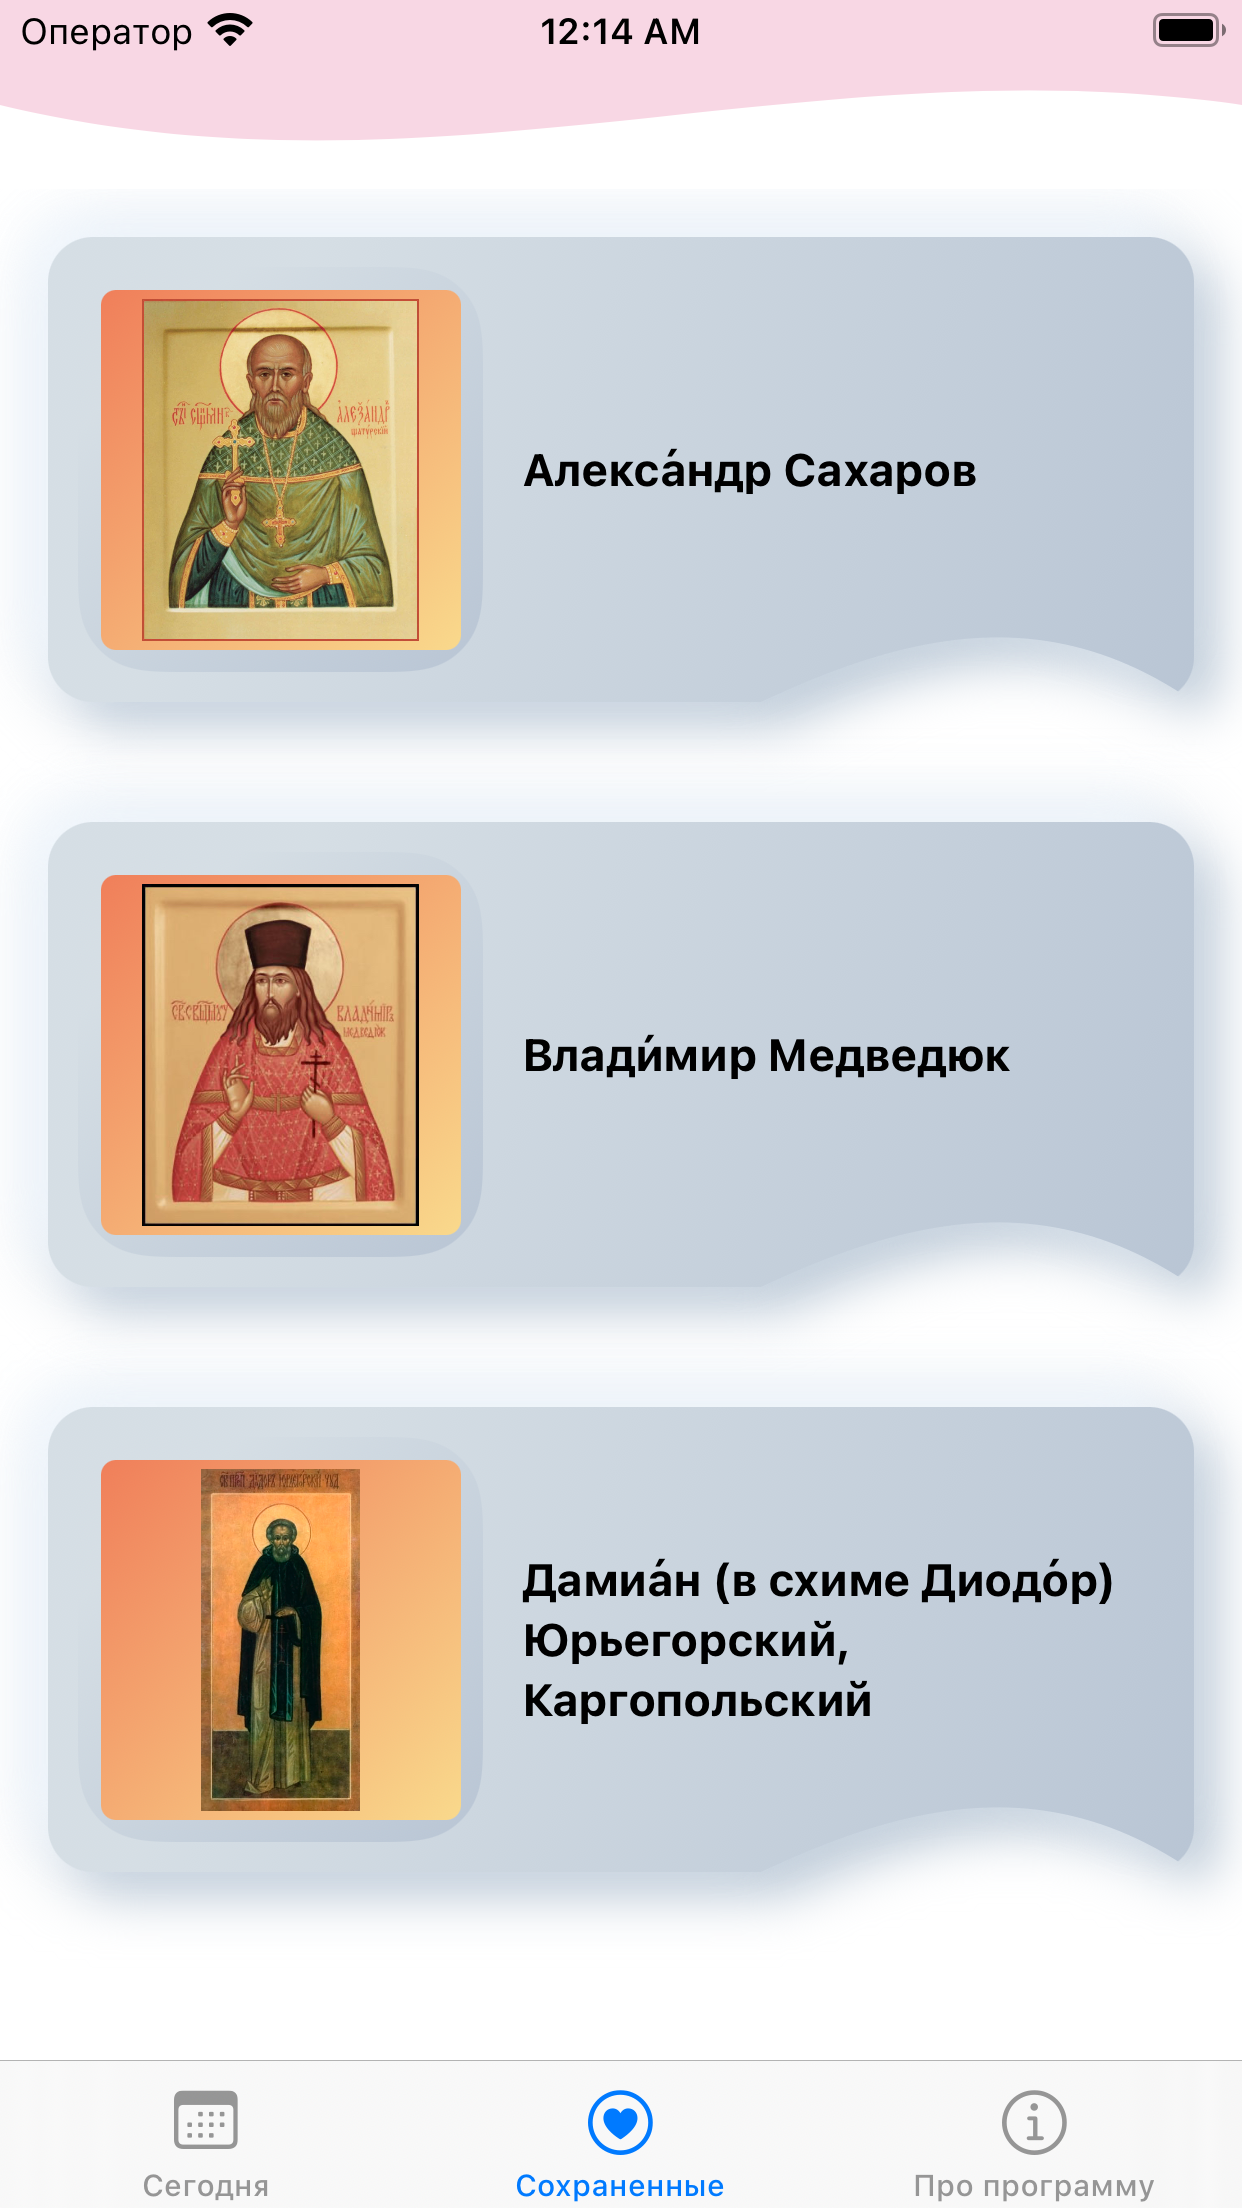 Оператор 12:14 AM
Алекса́ндр Сахаров
Влади́мир Медведюк
Дамиа́н (в схиме Диодо́р)
Юрьегорский,
Каргопольский
Сегодня Сохраненные Про программу